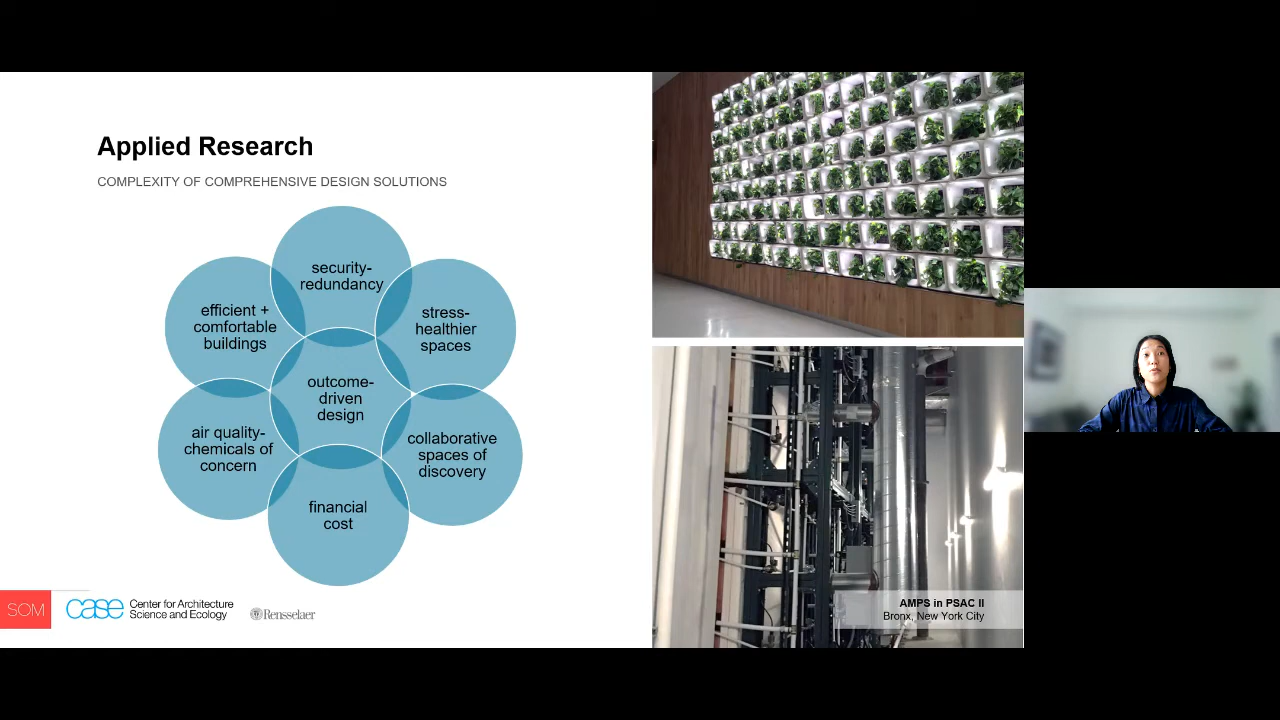 Applied Research
COMPLEXITY OF COMPREHENSIVE DESIGN SOLUTIONS
security-
redundancy
efficient +
comfortable
buildings
stress-
healthier
spaces
outcome-
driven
design
air quality-
chemicals of
concern
collaborative
spaces of
discovery
financial
cost
SOM
case
Center for Architecture
Science and Ecology
Rensselaer
AMPS in PSAC II
Bronx, New York City